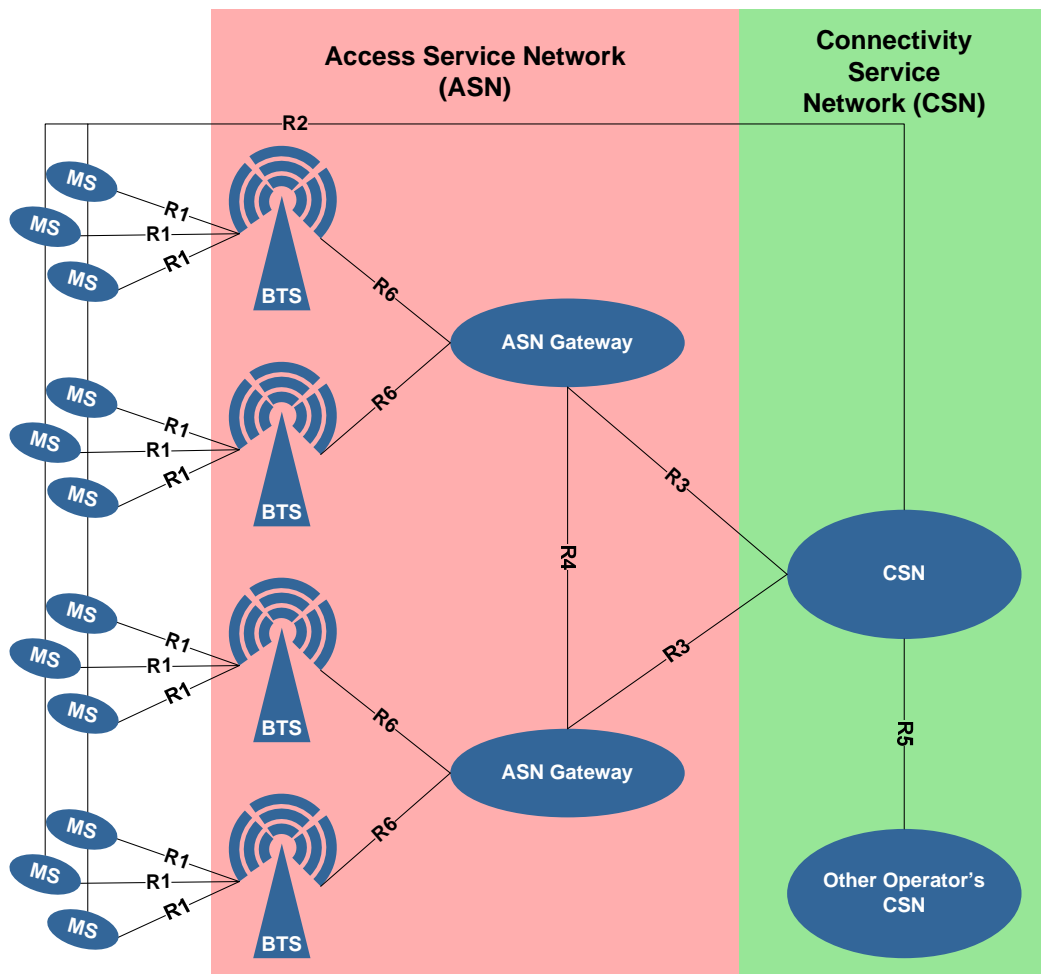 Access Service Network
(ASN)
Connectivity
Service
Network (CSN)
R2
MS
R1
MS
R1
MS
R1
BTS
R6
ASN Gateway
R6
MS
R1
MS
R1
MS
R1
BTS
R3
R4
CSN
R3
MS
R1
MS
R1
MS
R1
BTS
R6
R5
ASN Gateway
R6
MS
R1
MS
R1
MS
R1
BTS
Other Operator's
CSN